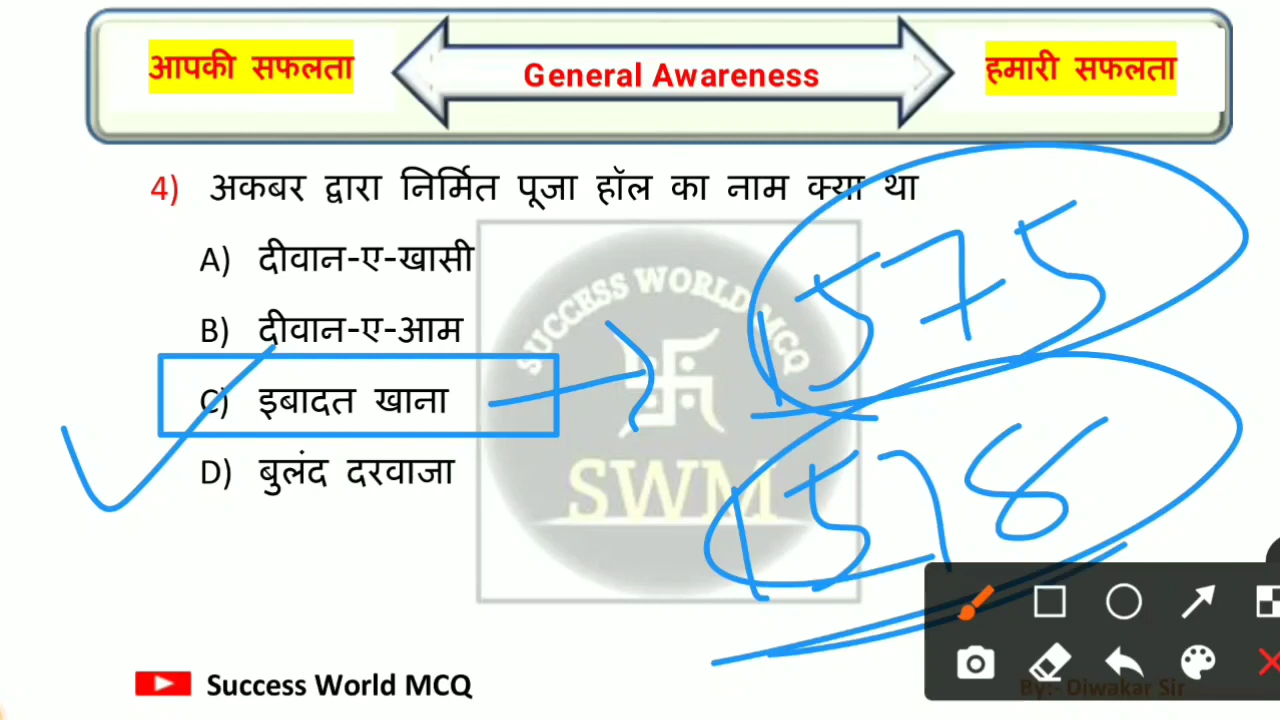 आपकी सफलता
General Awareness
हमारी सफलता
4) अकबर द्वारा निर्मित पूजा हॉल का नाम क्या था
A) दीवान-ए-खासी
B) दीवान-ए-आम
C) इबादत खाना
D) बुलंद दरवाजा
1575
1578
SUCCESS WORLD MCQ
SWM
Success World MCQ
By:- Diwakar Sir